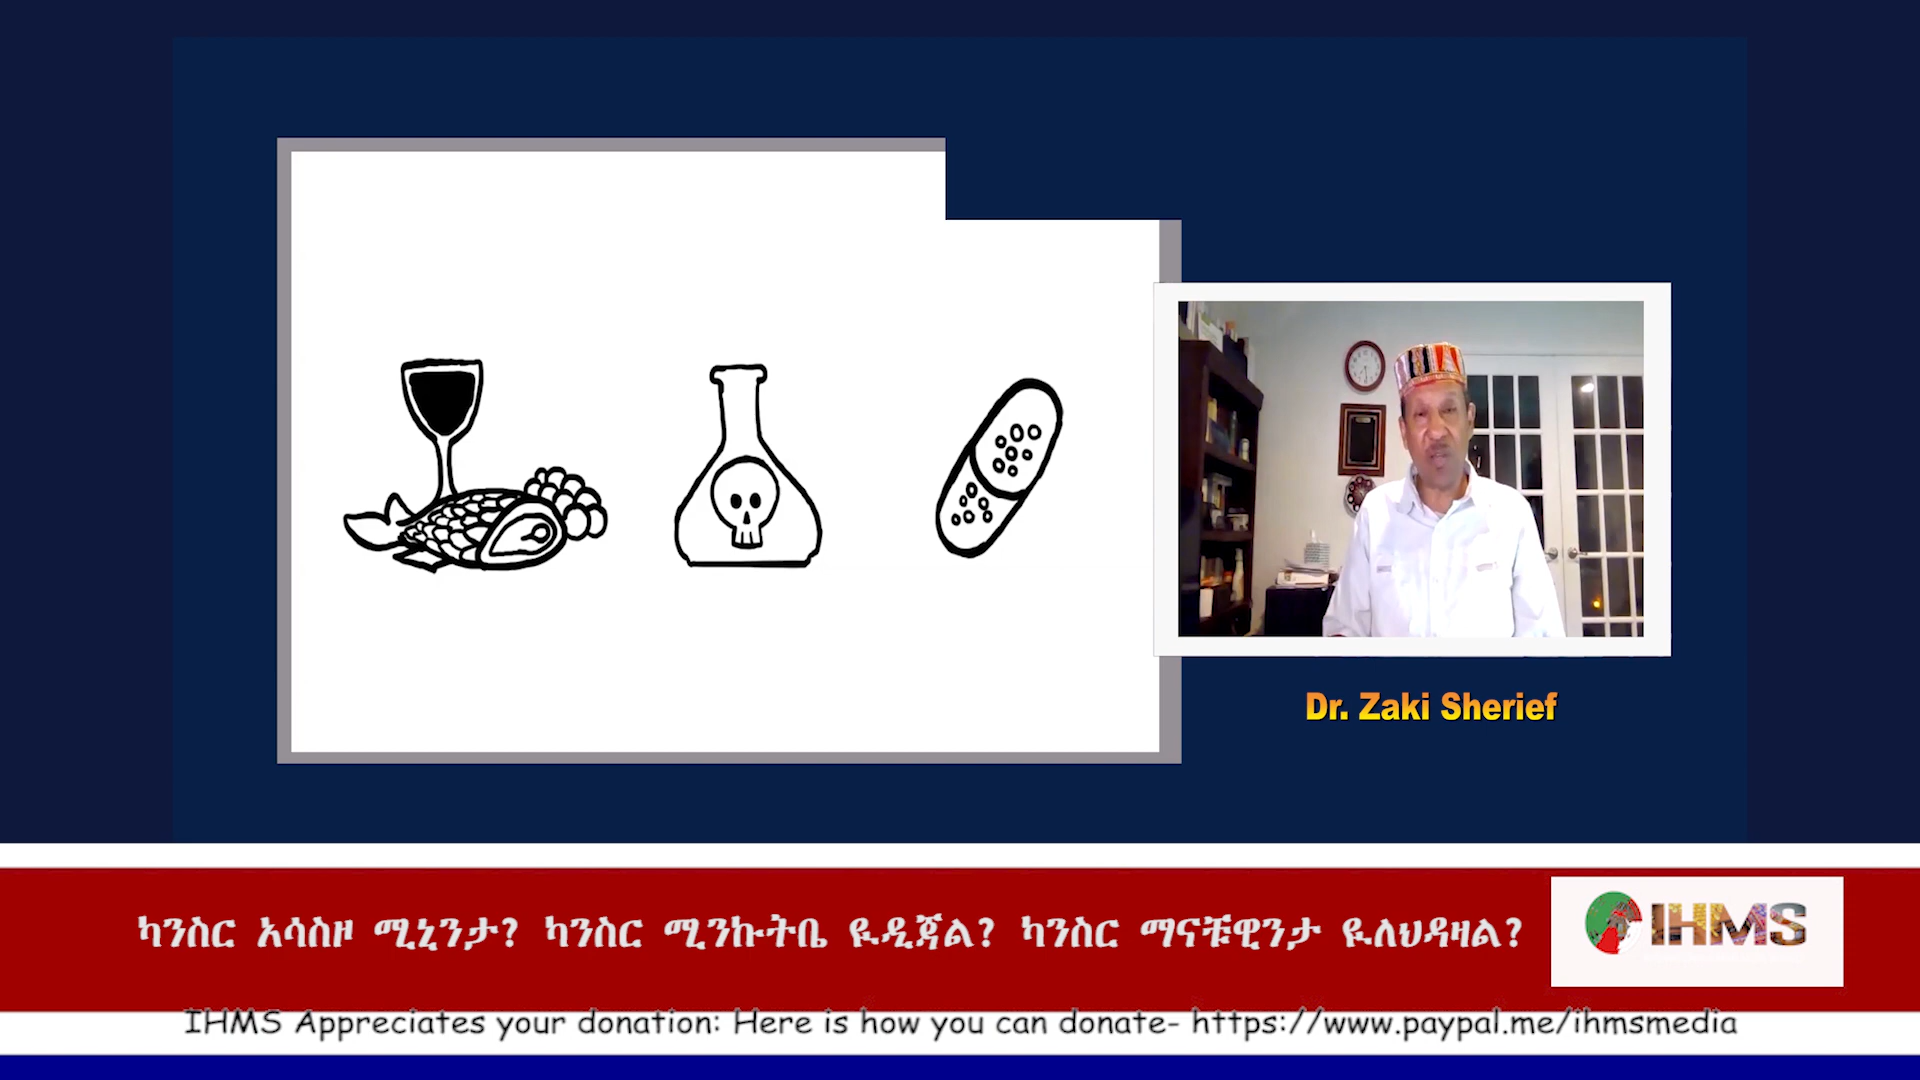 Dr. Zaki Sherief
ካንስር አሳስዞ ሚኒንታ? ካንስር ሚንኩትቤ ዪዲጃል? ካንስር ማናቹዊንታ ዪለህዳዛል?
IHMS
IHMS Appreciates your donation: Here is how you can donate- https://www.paypal.me/ihmsmedia